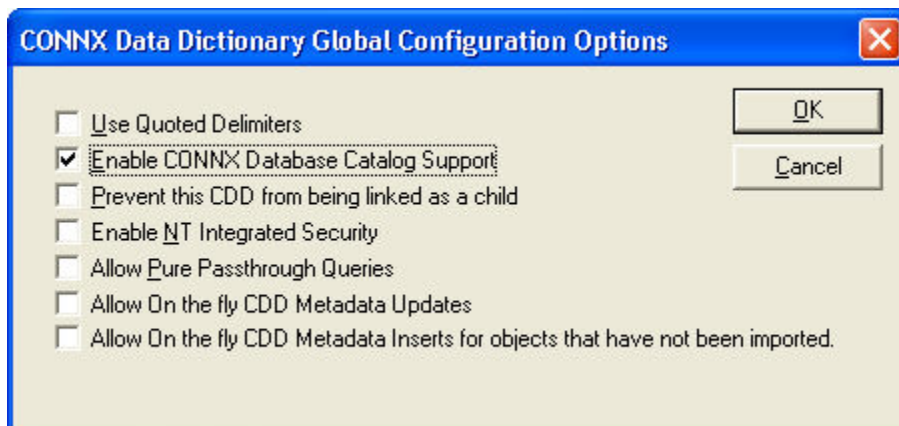 CONNX Data Dictionary Global Configuration Options
Use Quoted Delimiters
Enable CONNX Database Catalog Support
Prevent this CDD from being linked as a child
Enable NT Integrated Security
Allow Pure Passthrough Queries
Allow On the fly CDD Metadata Updates
Allow On the fly CDD Metadata Inserts for objects that have not been imported.
OK
Cancel